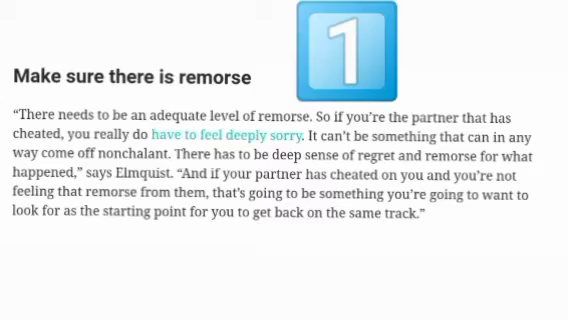 1
Make sure there is remorse
“There needs to be an adequate level of remorse. So if you’re the partner that has
cheated, you really do have to feel deeply sorry. It can’t be something that can in any
way come off nonchalant. There has to be deep sense of regret and remorse for what
happened,” says Elmquist. “And if your partner has cheated on you and you’re not
feeling that remorse from them, that’s going to be something you’re going to want to
look for as the starting point for you to get back on the same track.”